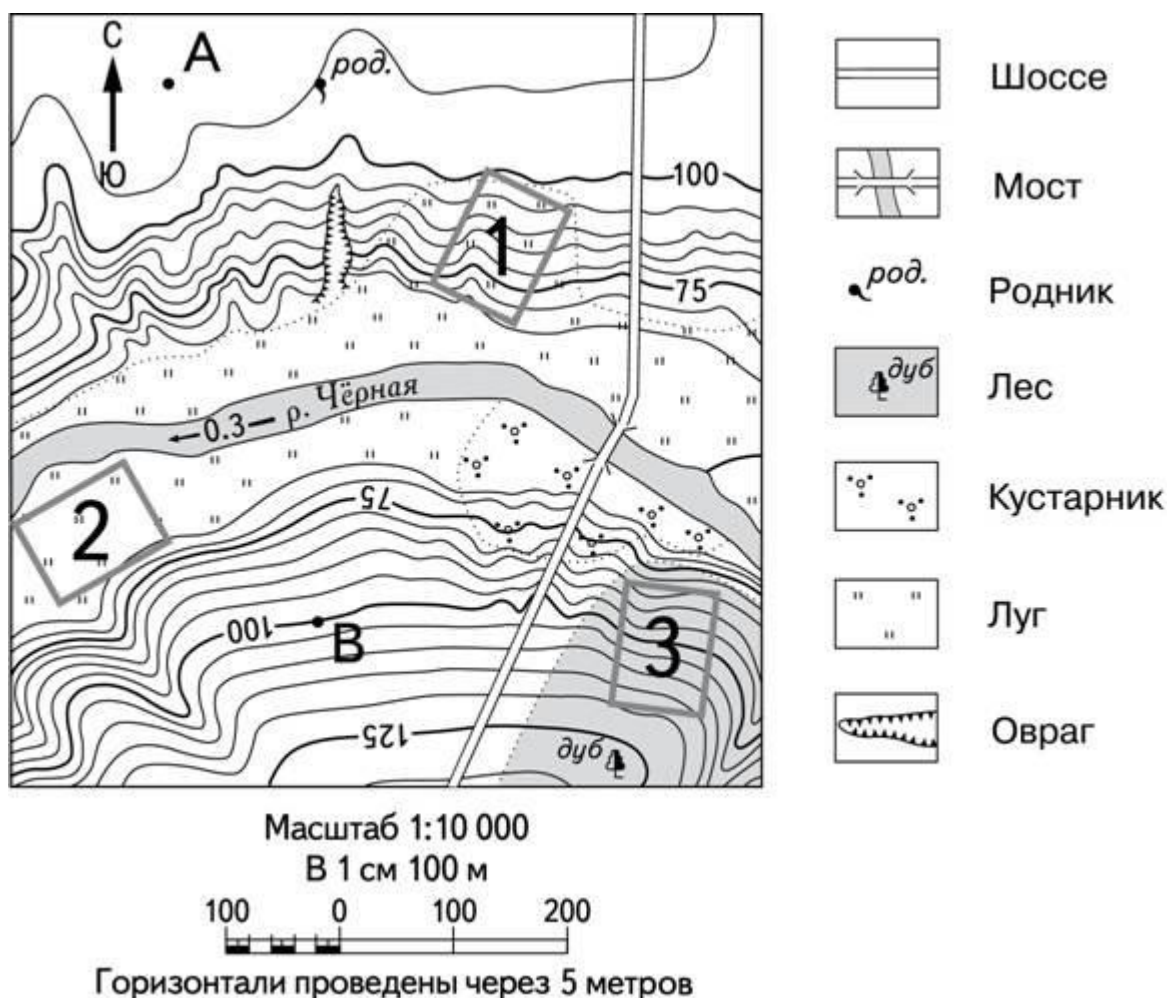 С
А
род.
Ю
100
1
75
0.3
р. Чёрная
2
75
100
В
3
125
дуб
Шоссе
Мост
род.
Родник
дуб
Лес
Кустарник
Луг
Овраг
Масштаб 1:10 000
В 1 см 100 м
100 0 100 200
Горизонтали проведены через 5 метров